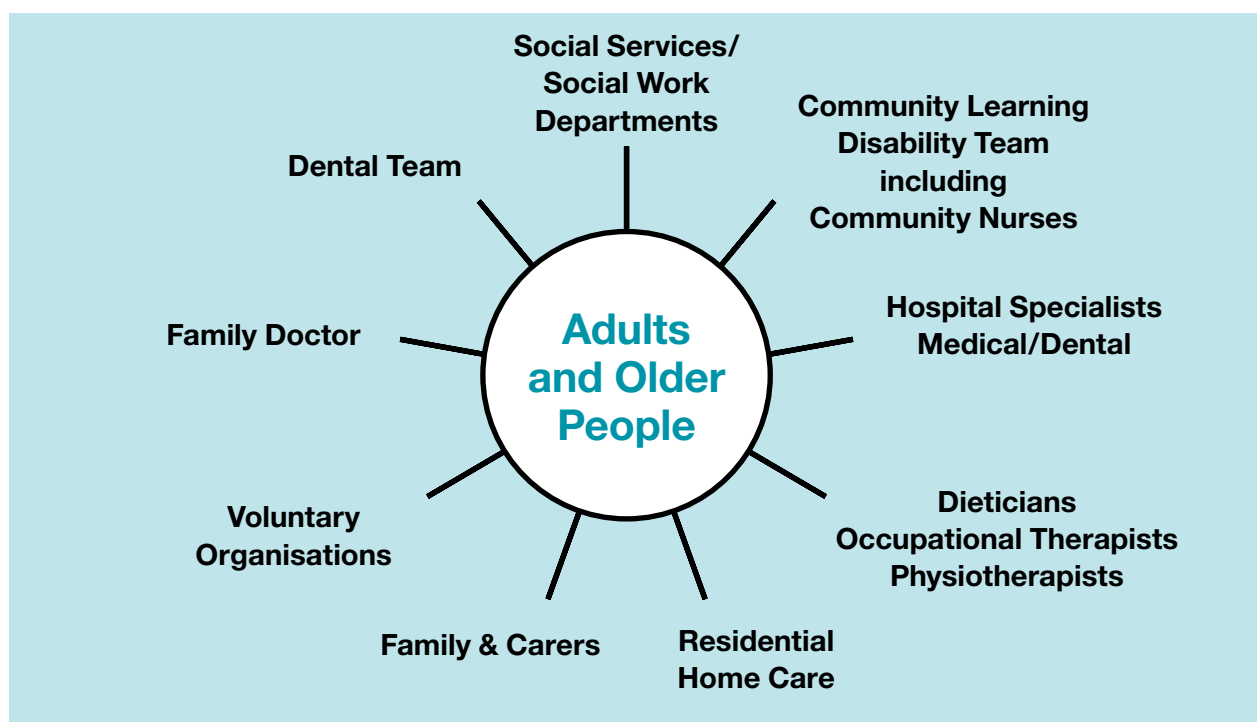 Social Services/
Social Work
Departments
Community Learning
Disability Team
including
Community Nurses
Hospital Specialists
Medical/Dental
Dieticians
Occupational Therapists
Physiotherapists
Residential
Home Care
Family & Carers
Voluntary
Organisations
Family Doctor
Dental Team
Adults
and Older
People